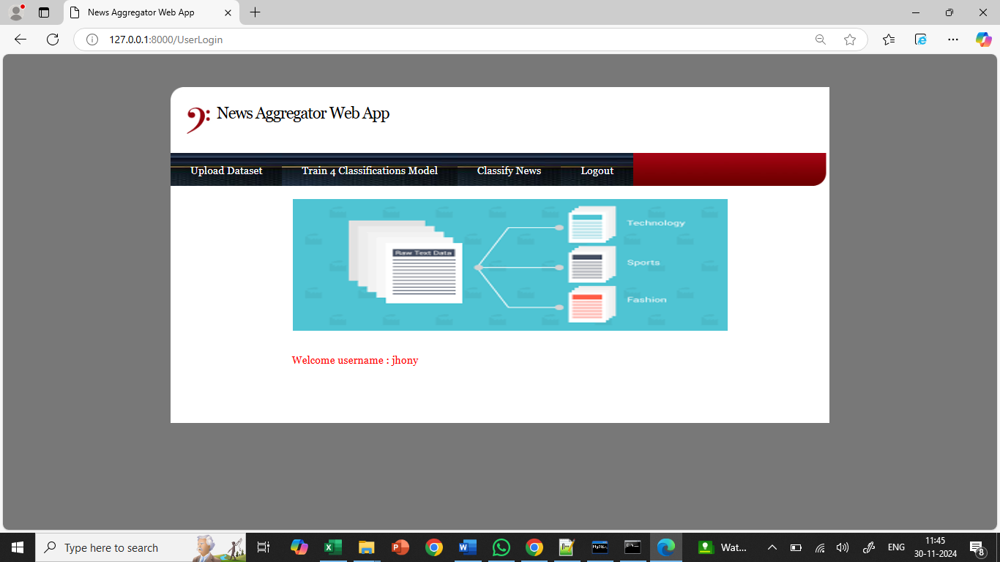 News Aggregator Web App
127.0.0.1:8000/UserLogin
News Aggregator Web App
Upload Dataset Train 4 Classifications Model Classify News Logout
Raw Text Data
Technology
Sports
Fashion
Welcome username : jhony
Type here to search
Wat...
ENG
11:45
30-11-2024
8